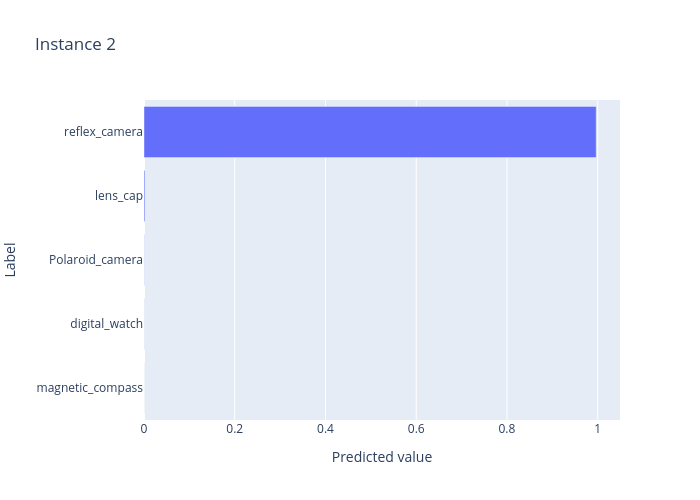 Instance 2
reflex_camera
lens_cap
Polaroid_camera
digital_watch
magnetic_compass
Label
0 0.2 0.4 0.6 0.8 1
Predicted value